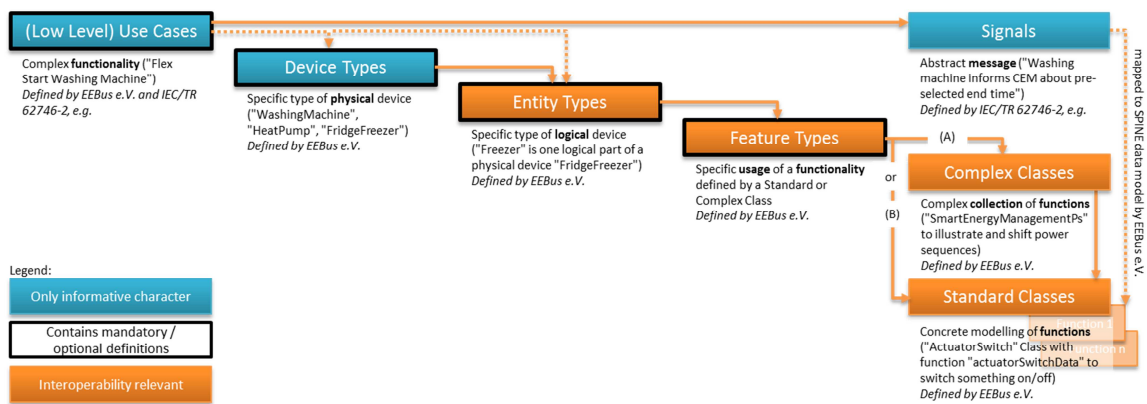 (Low Level) Use Cases
Complex functionality ("Flex
Start Washing Machine")
Defined by EEBus e.V. and IEC/TR
62746-2, e.g.
Device Types
Specific type of physical device
("WashingMachine",
"HeatPump", "FridgeFreezer")
Defined by EEBus e.V.
Entity Types
Specific type of logical device
("Freezer" is one logical part of a
physical device "FridgeFreezer")
Defined by EEBus e.V.
Feature Types
Specific usage of a functionality
defined by a Standard or
Complex Class
Defined by EEBus e.V.
Signals
Abstract message ("Washing
machine informs CEM about pre-
selected end time")
Defined by IEC/TR 62746-2, e.g.
(A)
or
(B)
Complex Classes
Complex collection of functions
("SmartEnergyManagementPs"
to illustrate and shift power
sequences)
Defined by EEBus e.V.
Standard Classes
Function 1
Function n
Concrete modelling of functions
("ActuatorSwitch" Class with
function "actuatorSwitchData" to
switch something on/off)
Defined by EEBus e.V.
mapped to SPINE data model by EEBus e.V.
Legend:
Only informative character
Contains mandatory /
optional definitions
Interoperability relevant